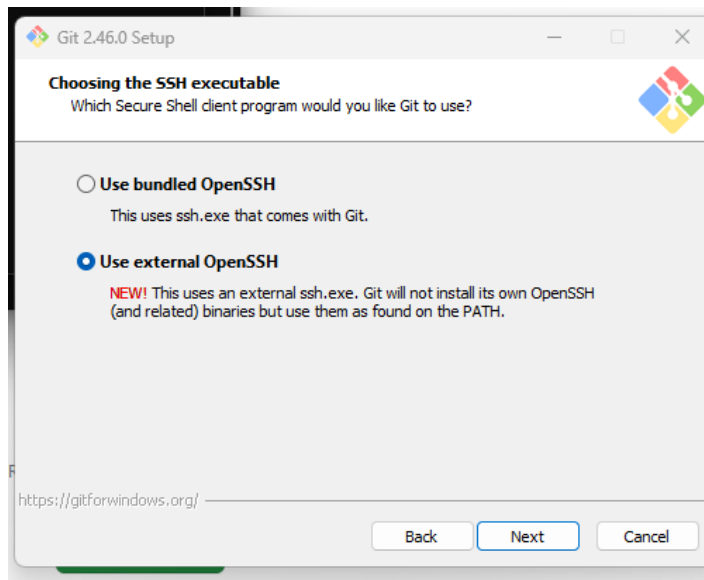 Git 2.46.0 Setup
Choosing the SSH executable
Which Secure Shell client program would you like Git to use?
Use bundled OpenSSH
This uses ssh.exe that comes with Git.
Use external OpenSSH
NEW! This uses an external ssh.exe. Git will not install its own OpenSSH
(and related) binaries but use them as found on the PATH.
https://gitforwindows.org/
Back
Next
Cancel